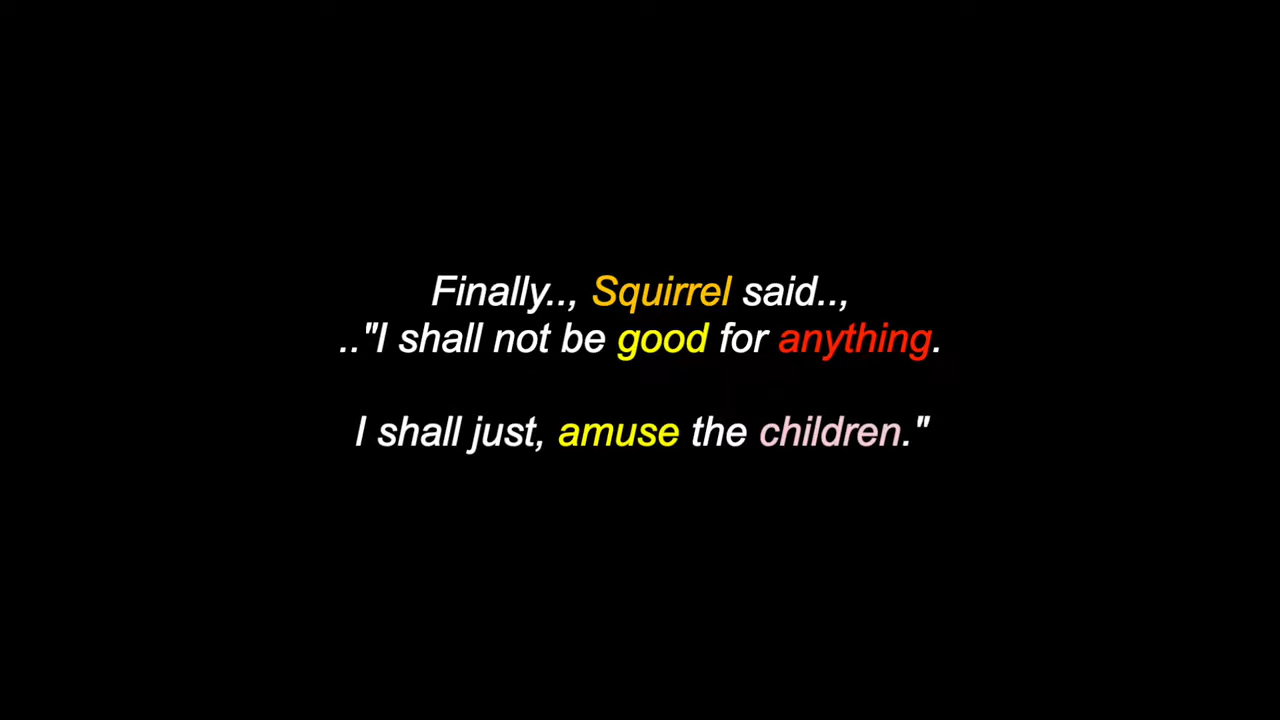 Finally.., Squirrel said..,
.."I shall not be good for anything.
I shall just, amuse the children."